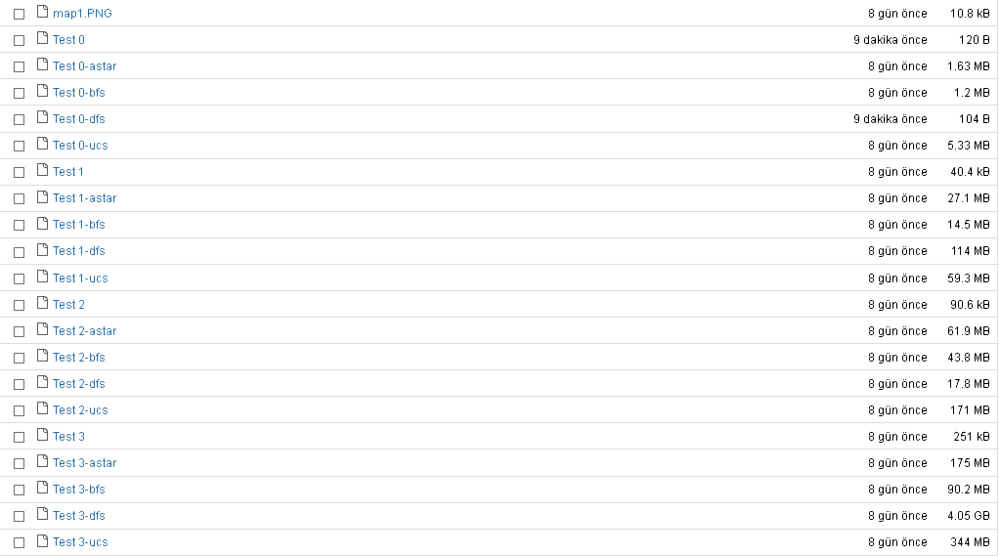 map1.PNG 8 gün önce 10.8 kB
Test 0 9 dakika önce 120 B
Test 0-astar 8 gün önce 1.63 MB
Test 0-bfs 8 gün önce 1.2 MB
Test 0-dfs 9 dakika önce 104 B
Test 0-ucs 8 gün önce 5.33 MB
Test 1 8 gün önce 40.4 kB
Test 1-astar 8 gün önce 27.1 MB
Test 1-bfs 8 gün önce 14.5 MB
Test 1-dfs 8 gün önce 114 MB
Test 1-ucs 8 gün önce 59.3 MB
Test 2 8 gün önce 90.6 kB
Test 2-astar 8 gün önce 61.9 MB
Test 2-bfs 8 gün önce 43.8 MB
Test 2-dfs 8 gün önce 17.8 MB
Test 2-ucs 8 gün önce 171 MB
Test 3 8 gün önce 251 kB
Test 3-astar 8 gün önce 175 MB
Test 3-bfs 8 gün önce 90.2 MB
Test 3-dfs 8 gün önce 4.05 GB
Test 3-ucs 8 gün önce 344 MB